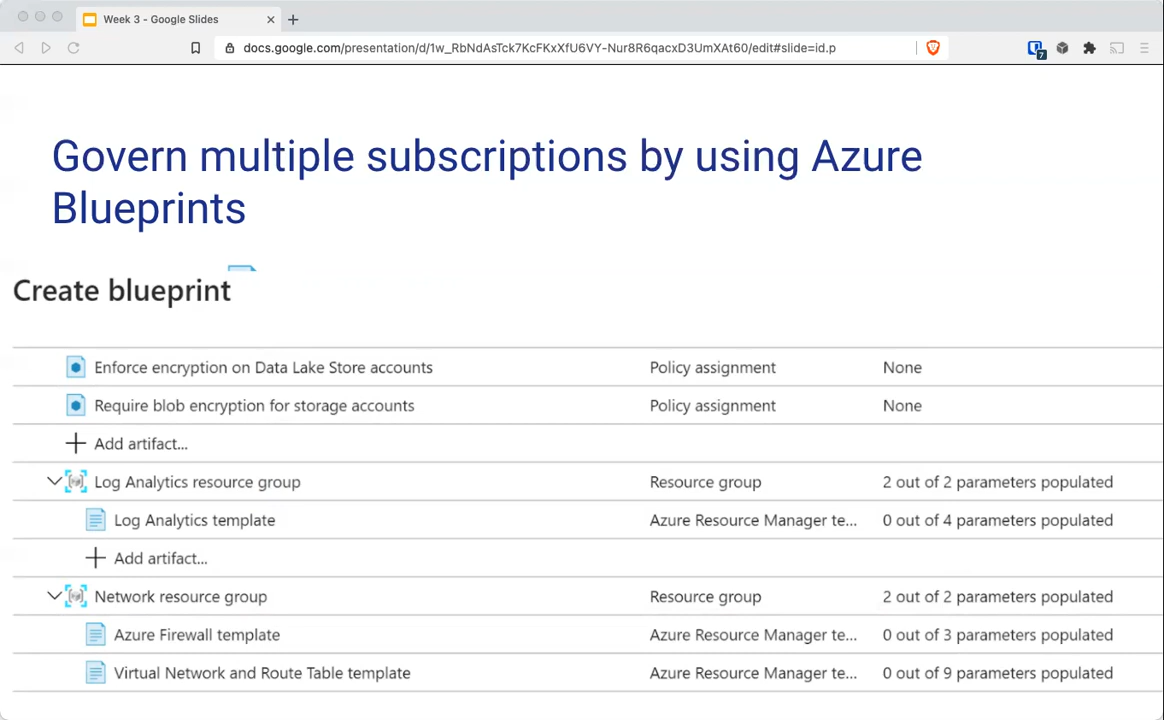 Week 3 - Google Slides
docs.google.com/presentation/d/1w_RbNdAsTck7KcFKxXfU6VY-Nur8R6qacxD3UmXAt60/edit#slide=id.p
7
Govern multiple subscriptions by using Azure
Blueprints
Create blueprint
Enforce encryption on Data Lake Store accounts Policy assignment None
Require blob encryption for storage accounts Policy assignment None
Add artifact...
Log Analytics resource group Resource group 2 out of 2 parameters populated
Log Analytics template Azure Resource Manager te... 0 out of 4 parameters populated
Add artifact...
Network resource group Resource group 2 out of 2 parameters populated
Azure Firewall template Azure Resource Manager te... 0 out of 3 parameters populated
Virtual Network and Route Table template Azure Resource Manager te... 0 out of 9 parameters populated